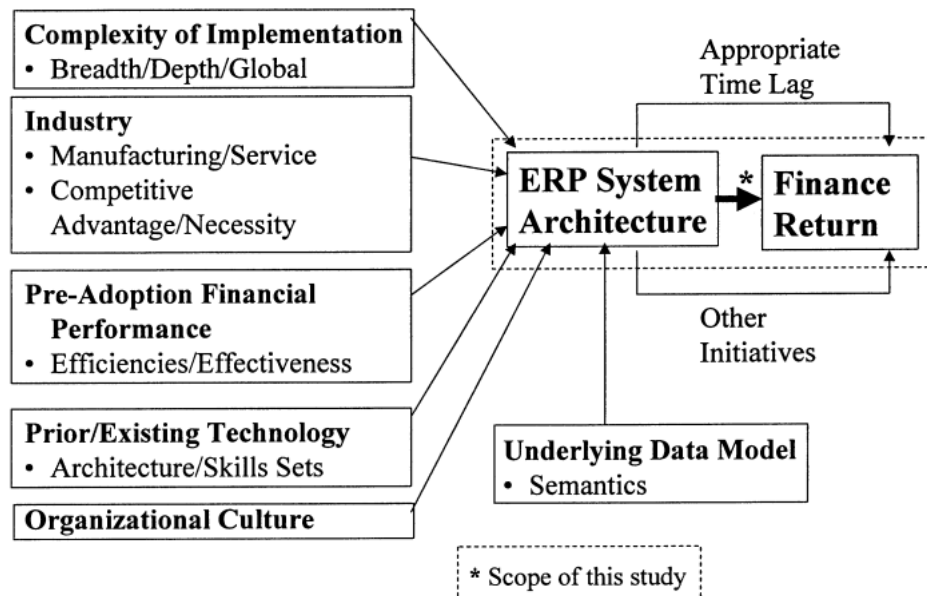 Complexity of Implementation
• Breadth/Depth/Global
Industry
• Manufacturing/Service
• Competitive
Advantage/Necessity
Pre-Adoption Financial
Performance
• Efficiencies/Effectiveness
Prior/Existing Technology
• Architecture/Skills Sets
Organizational Culture
Appropriate
Time Lag
ERP System
Architecture
*
Finance
Return
Other
Initiatives
Underlying Data Model
• Semantics
* Scope of this study